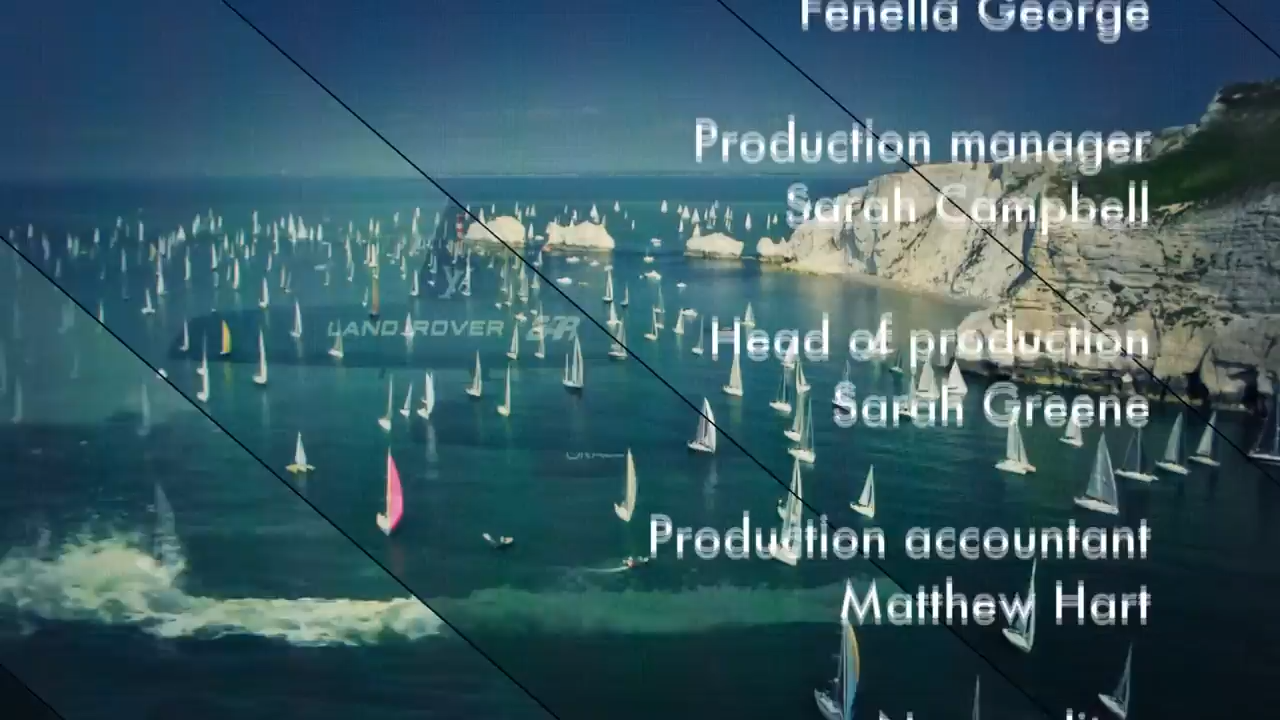 Fenella George
Production manager
Sarah Campbell
LAND ROVER
Head of production
Sarah Greene
Production accountant
Matthew Hart